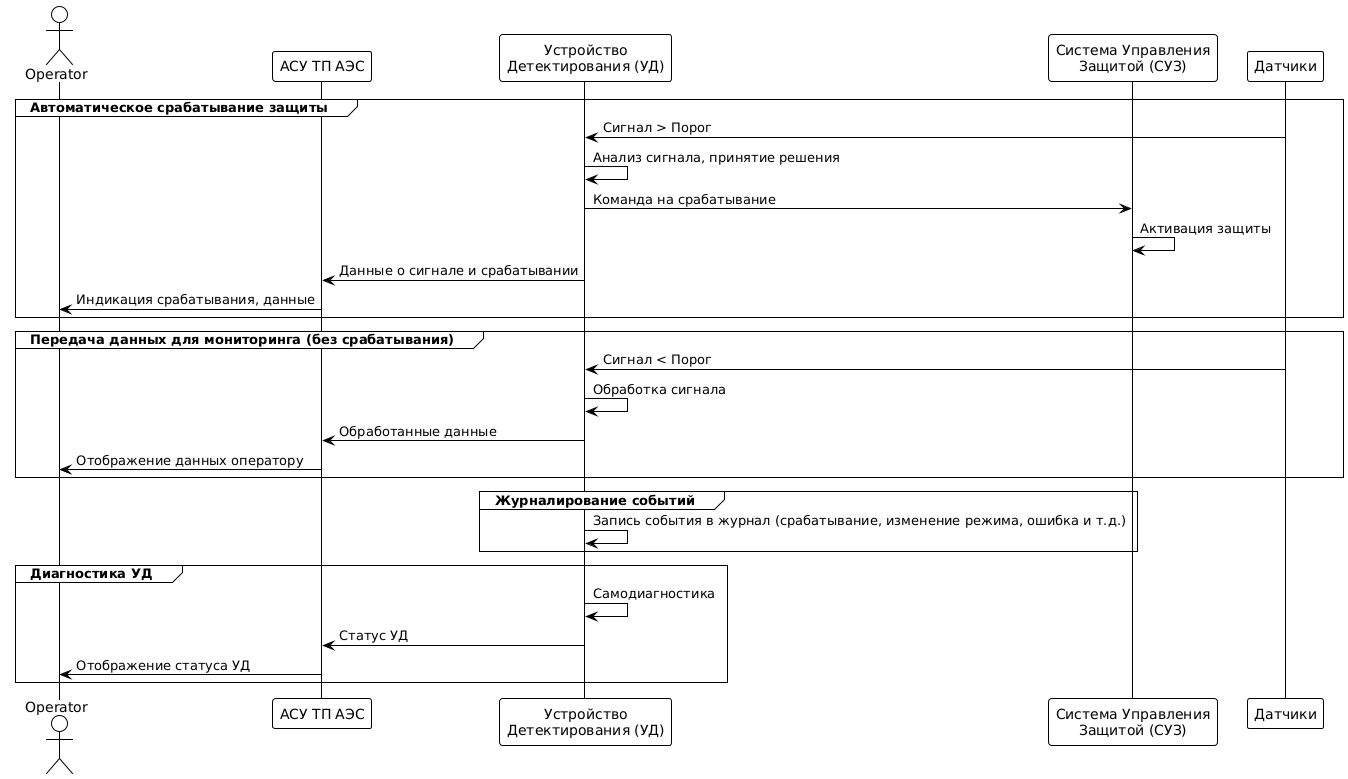 Operator
АСУ ТП АЭС
Устройство
Детектирования (УД)
Система Управления
Защитой (СУЗ)
Датчики
Автоматическое срабатывание защиты
Сигнал > Порог
Анализ сигнала, принятие решения
Команда на срабатывание
Активация защиты
Данные о сигнале и срабатывании
Индикация срабатывания, данные
Передача данных для мониторинга (без срабатывания)
Сигнал < Порог
Обработка сигнала
Обработанные данные
Отображение данных оператору
Журналирование событий
Запись события в журнал (срабатывание, изменение режима, ошибка и т.д.)
Диагностика УД
Самодиагностика
Статус УД
Отображение статуса УД
Operator
АСУ ТП АЭС
Устройство
Детектирования (УД)
Система Управления
Защитой (СУЗ)
Датчики